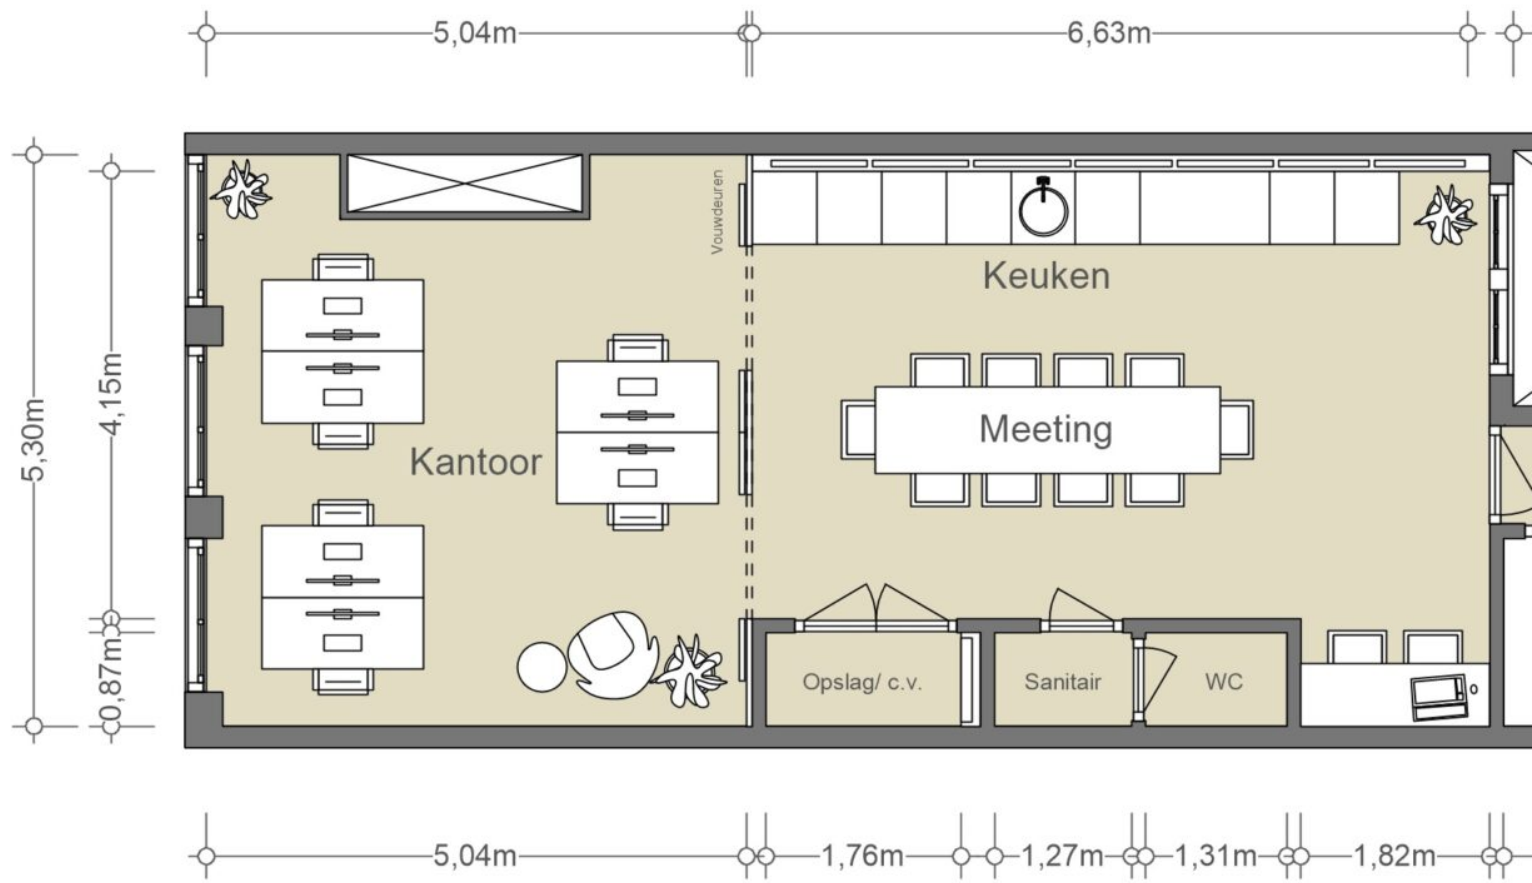 5,04m
6,63m
Vouwdeuren
Keuken
4,15m
5,30m
Meeting
Kantoor
0,87m
Opslag/ c.v.
Sanitair
WC
5,04m
1,76m
1,27m
1,31m
1,82m